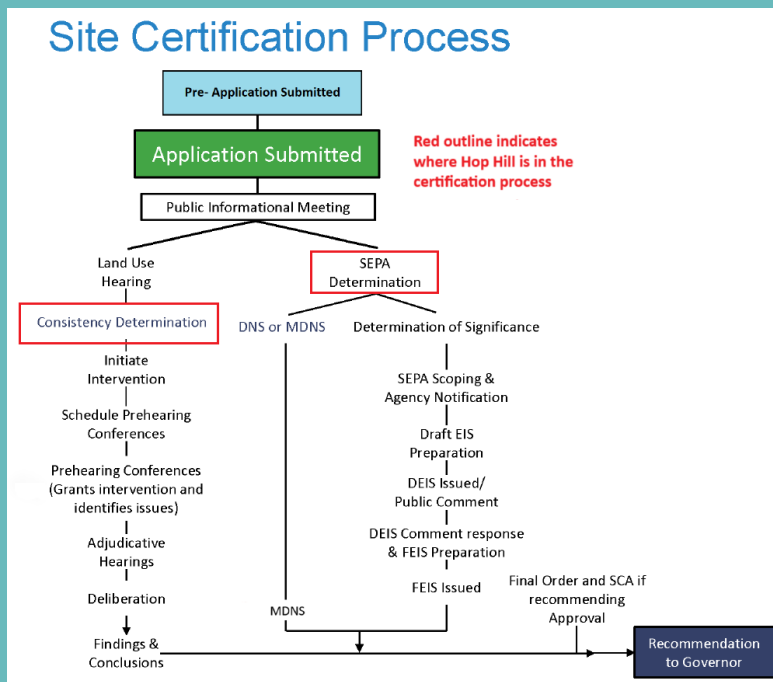 Site Certification Process
Pre- Application Submitted
Application Submitted
Red outline indicates
where Hop Hill is in the
certification process
Public Informational Meeting
Land Use
Hearing
SEPA
Determination
Consistency Determination
DNS or MDNS
Determination of Significance
Initiate
Intervention
SEPA Scoping &
Agency Notification
Schedule Prehearing
Conferences
Draft EIS
Preparation
Prehearing Conferences
(Grants intervention and
identifies issues)
DEIS Issued/
Public Comment
Adjudicative
Hearings
DEIS Comment response
& FEIS Preparation
Deliberation
FEIS Issued
MDNS
Final Order and SCA if
recommending
Approval
Findings &
Conclusions
Recommendation
to Governor